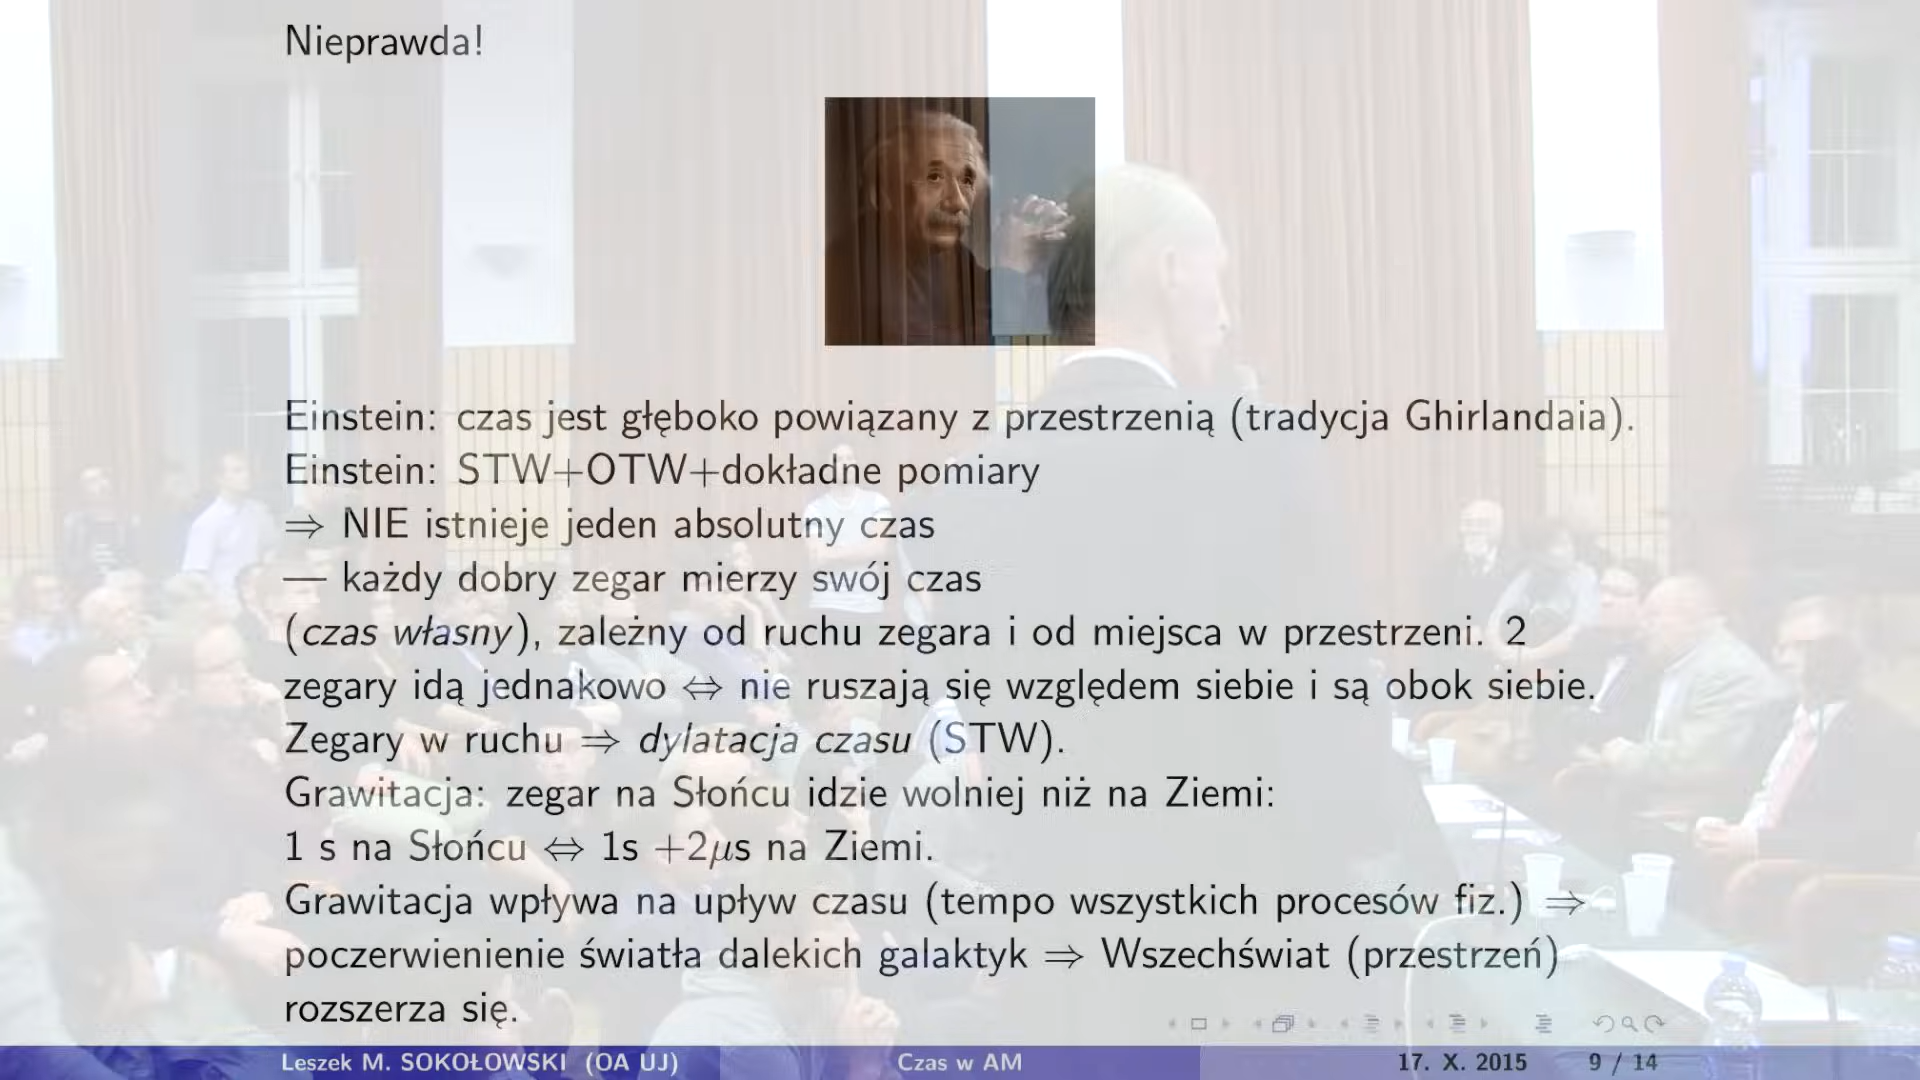 Nieprawda!
Einstein: czas jest głęboko powiązany z przestrzenią (tradycja Ghirlandaia).
Einstein: STW+OTW+dokładne pomiary
⇒ NIE istnieje jeden absolutny czas
— każdy dobry zegar mierzy swój czas
(czas własny), zależny od ruchu zegara i od miejsca w przestrzeni. 2
zegary idą jednakowo ⇔ nie ruszają się względem siebie i są obok siebie.
Zegary w ruchu ⇒ dylatacja czasu (STW).
Grawitacja: zegar na Słońcu idzie wolniej niż na Ziemi:
1 s na Słońcu ⇔ 1s +2μs na Ziemi.
Grawitacja wpływa na upływ czasu (tempo wszystkich procesów fiz.) ⇒
poczerwienienie światła dalekich galaktyk ⇒ Wszechświat (przestrzeń)
rozszerza się.
Leszek M. SOKOŁOWSKI (OA UJ) Czas w AM 17. X. 2015 9 / 14